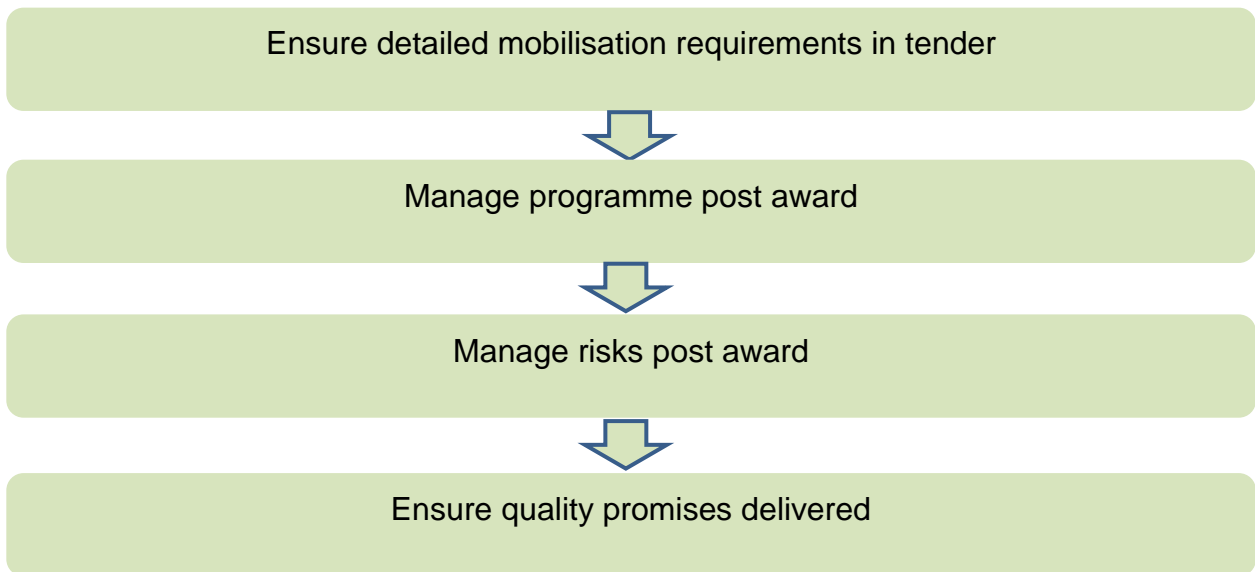 Ensure detailed mobilisation requirements in tender
Manage programme post award
Manage risks post award
Ensure quality promises delivered